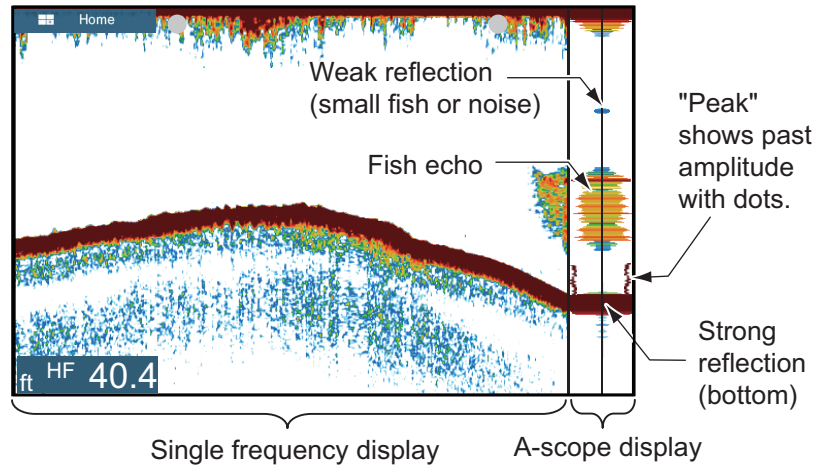 Home
Weak reflection
(small fish or noise)
Fish echo
"Peak"
shows past
amplitude
with dots.
Strong
reflection
(bottom)
ft HF 40.4
Single frequency display
A-scope display